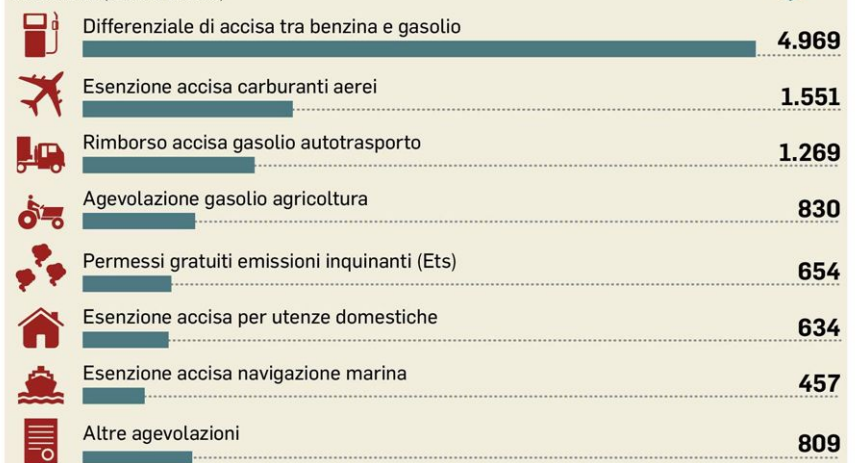 Differenziale di accisa tra benzina e gasolio
4.969
Esenzione accisa carburanti aerei
1.551
Rimborso accisa gasolio autotrasporto
1.269
Agevolazione gasolio agricoltura
830
Permessi gratuiti emissioni inquinanti (Ets)
654
Esenzione accisa per utenze domestiche
634
Esenzione accisa navigazione marina
457
Altre agevolazioni
809